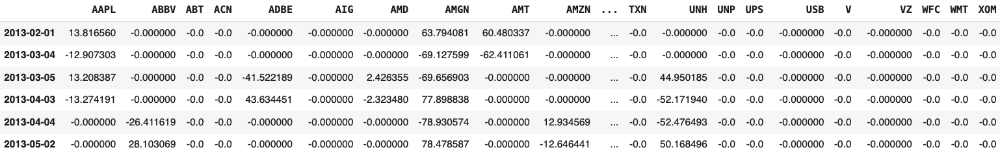 AAPL ABBV ABT ACN ADBE AIG AMD AMGN AMT AMZN ... TXN UNH UNP UPS USB V VZ WFC WMT XOM
2013-02-01 13.816560 -0.000000 -0.0 -0.0 -0.000000 -0.000000 -0.000000 63.794081 60.480337 -0.000000 ... -0.0 -0.000000 -0.0 -0.0 -0.000000 -0.0 -0.000000 -0.0 -0.0 -0.0
2013-03-04 -12.907303 -0.000000 -0.0 -0.0 -0.000000 -0.000000 -0.000000 -69.127599 -62.411061 -0.000000 ... -0.0 -0.000000 -0.0 -0.0 -0.000000 -0.0 -0.000000 -0.0 -0.0 -0.0
2013-03-05 13.208387 -0.000000 -0.0 -0.0 -41.522189 -0.000000 2.426355 -69.656903 -0.000000 -0.000000 ... -0.0 44.950185 -0.0 -0.0 -0.000000 -0.0 -0.000000 -0.0 -0.0 -0.0
2013-04-03 -13.274191 -0.000000 -0.0 -0.0 43.634451 -0.000000 -2.323480 77.898838 -0.000000 -0.000000 ... -0.0 -52.171940 -0.0 -0.0 -0.000000 -0.0 -0.000000 -0.0 -0.0 -0.0
2013-04-04 -0.000000 -26.411619 -0.0 -0.0 -0.000000 -0.000000 -0.000000 -78.930574 -0.000000 12.934569 ... -0.0 -52.476493 -0.0 -0.0 -0.000000 -0.0 -0.000000 -0.0 -0.0 -0.0
2013-05-02 -0.000000 28.103069 -0.0 -0.0 -0.000000 -0.000000 -0.000000 78.478587 -0.000000 -12.646441 ... -0.0 50.168496 -0.0 -0.0 -0.000000 -0.0 -0.000000 -0.0 -0.0 -0.0